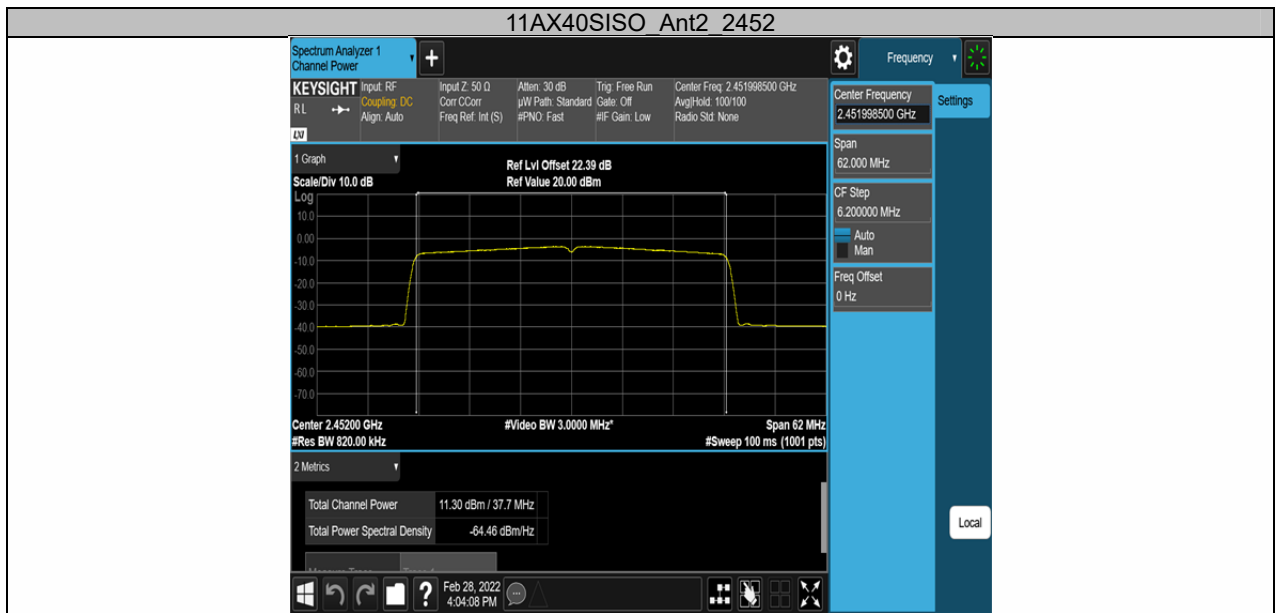 11AX40SISO_Ant2_2452
Spectrum Analyzer 1
Channel Power
+
Frequency
KEYSIGHT
RL
LXI
Input: RF
Coupling: DC
Align: Auto
Input Z: 50 Ω
Corr CCorr
Freq Ref: Int (S)
Atten: 30 dB
µW Path: Standard
#PNO: Fast
Trig: Free Run
Gate: Off
#IF Gain: Low
Center Freq: 2.451998500 GHz
Avg|Hold: 100/100
Radio Std: None
Center Frequency
2.451998500 GHz
Settings
Span
62.000 MHz
CF Step
6.200000 MHz
Auto
Man
Freq Offset
0 Hz
Local
1 Graph
Scale/Div 10.0 dB
Ref Lvl Offset 22.39 dB
Ref Value 20.00 dBm
Log
10.0
0.00
-10.0
-20.0
-30.0
-40.0
-50.0
-60.0
-70.0
Center 2.45200 GHz
#Video BW 3.0000 MHz*
Span 62 MHz
#Res BW 820.00 kHz
#Sweep 100 ms (1001 pts)
2 Metrics
Total Channel Power 11.30 dBm / 37.7 MHz
Total Power Spectral Density -64.46 dBm/Hz
?
Feb 28, 2022
4:04:08 PM